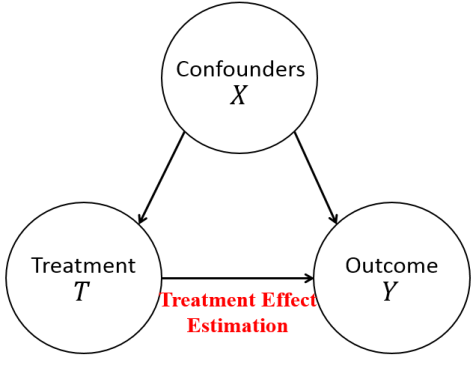 Confounders
X
Treatment
T
Outcome
Y
Treatment Effect
Estimation